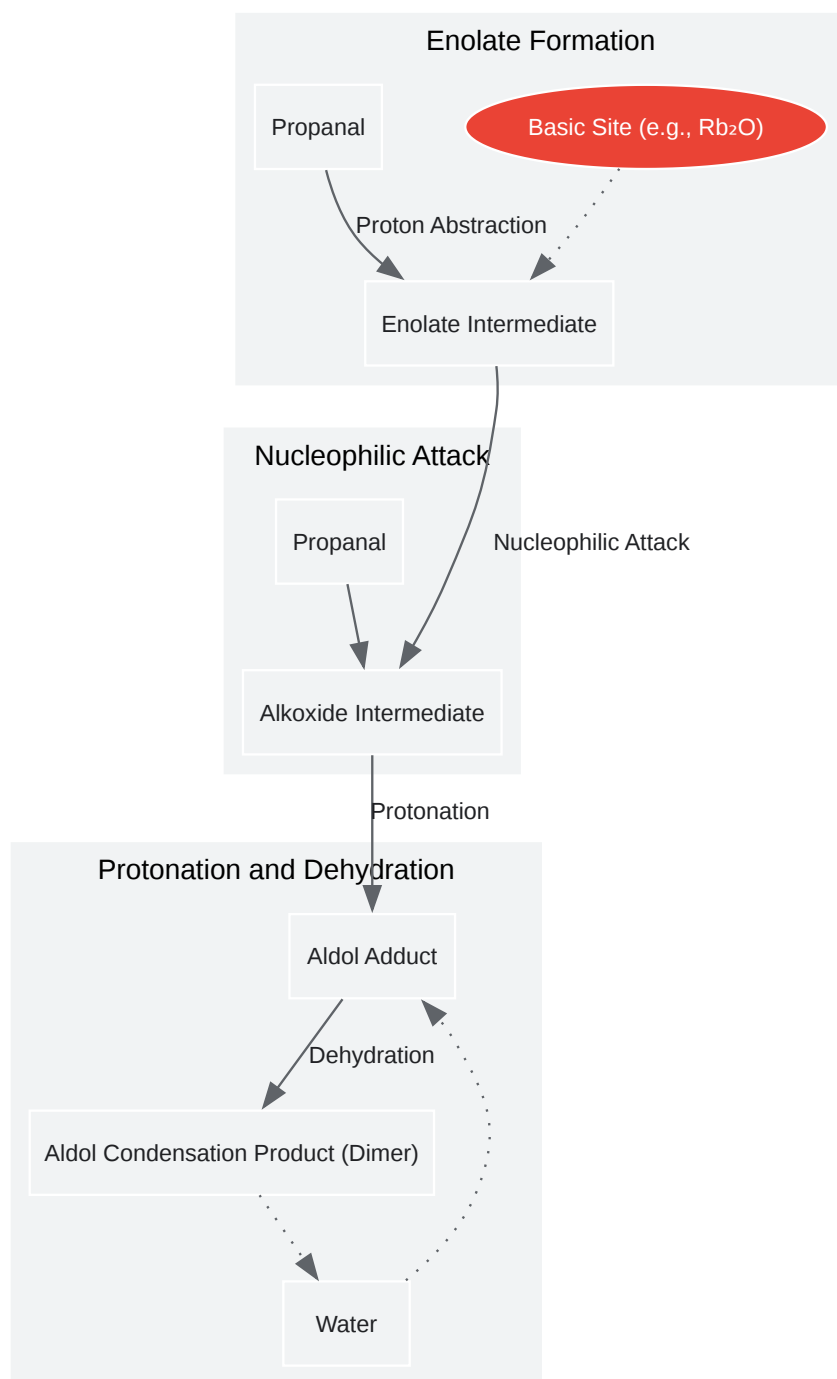 Enolate Formation
Propanal
Basic Site (e.g., Rb₂O)
Proton Abstraction
Enolate Intermediate
Nucleophilic Attack
Propanal
Nucleophilic Attack
Alkoxide Intermediate
Protonation
Protonation and Dehydration
Aldol Adduct
Dehydration
Aldol Condensation Product (Dimer)
Water